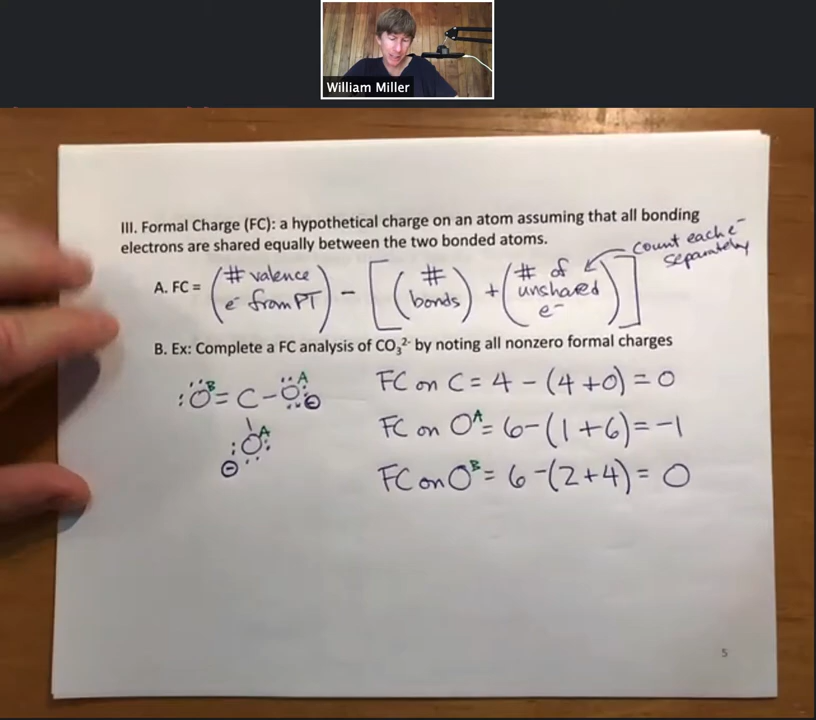 William Miller
III. Formal Charge (FC): a hypothetical charge on an atom assuming that all bonding
electrons are shared equally between the two bonded atoms.
count each e⁻
separately
A. FC = (# valence e⁻ from PT) - [(# bonds) + (# of unshared e⁻)]
B. Ex: Complete a FC analysis of CO₃²⁻ by noting all nonzero formal charges
:Ö^B = C - Ö^A: ⊖
FC on C = 4 - (4+0) = 0
:O^A: ⊖
FC on O^A = 6-(1+6) = -1
FC on O^B = 6-(2+4) = 0
5